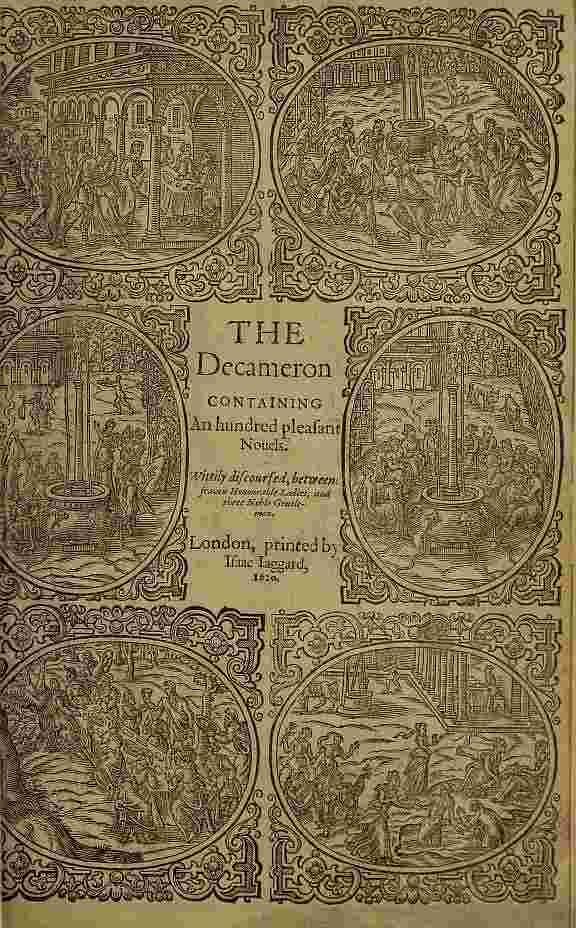 THE
Decameron
CONTAINING
An hundred pleaſant
Nouels.
Wittily diſcourſed, betweene
ſeauen Honourable Ladies, and
three Noble Gentle-
men.
London, printed by
Iſaac Iaggard,
1620.